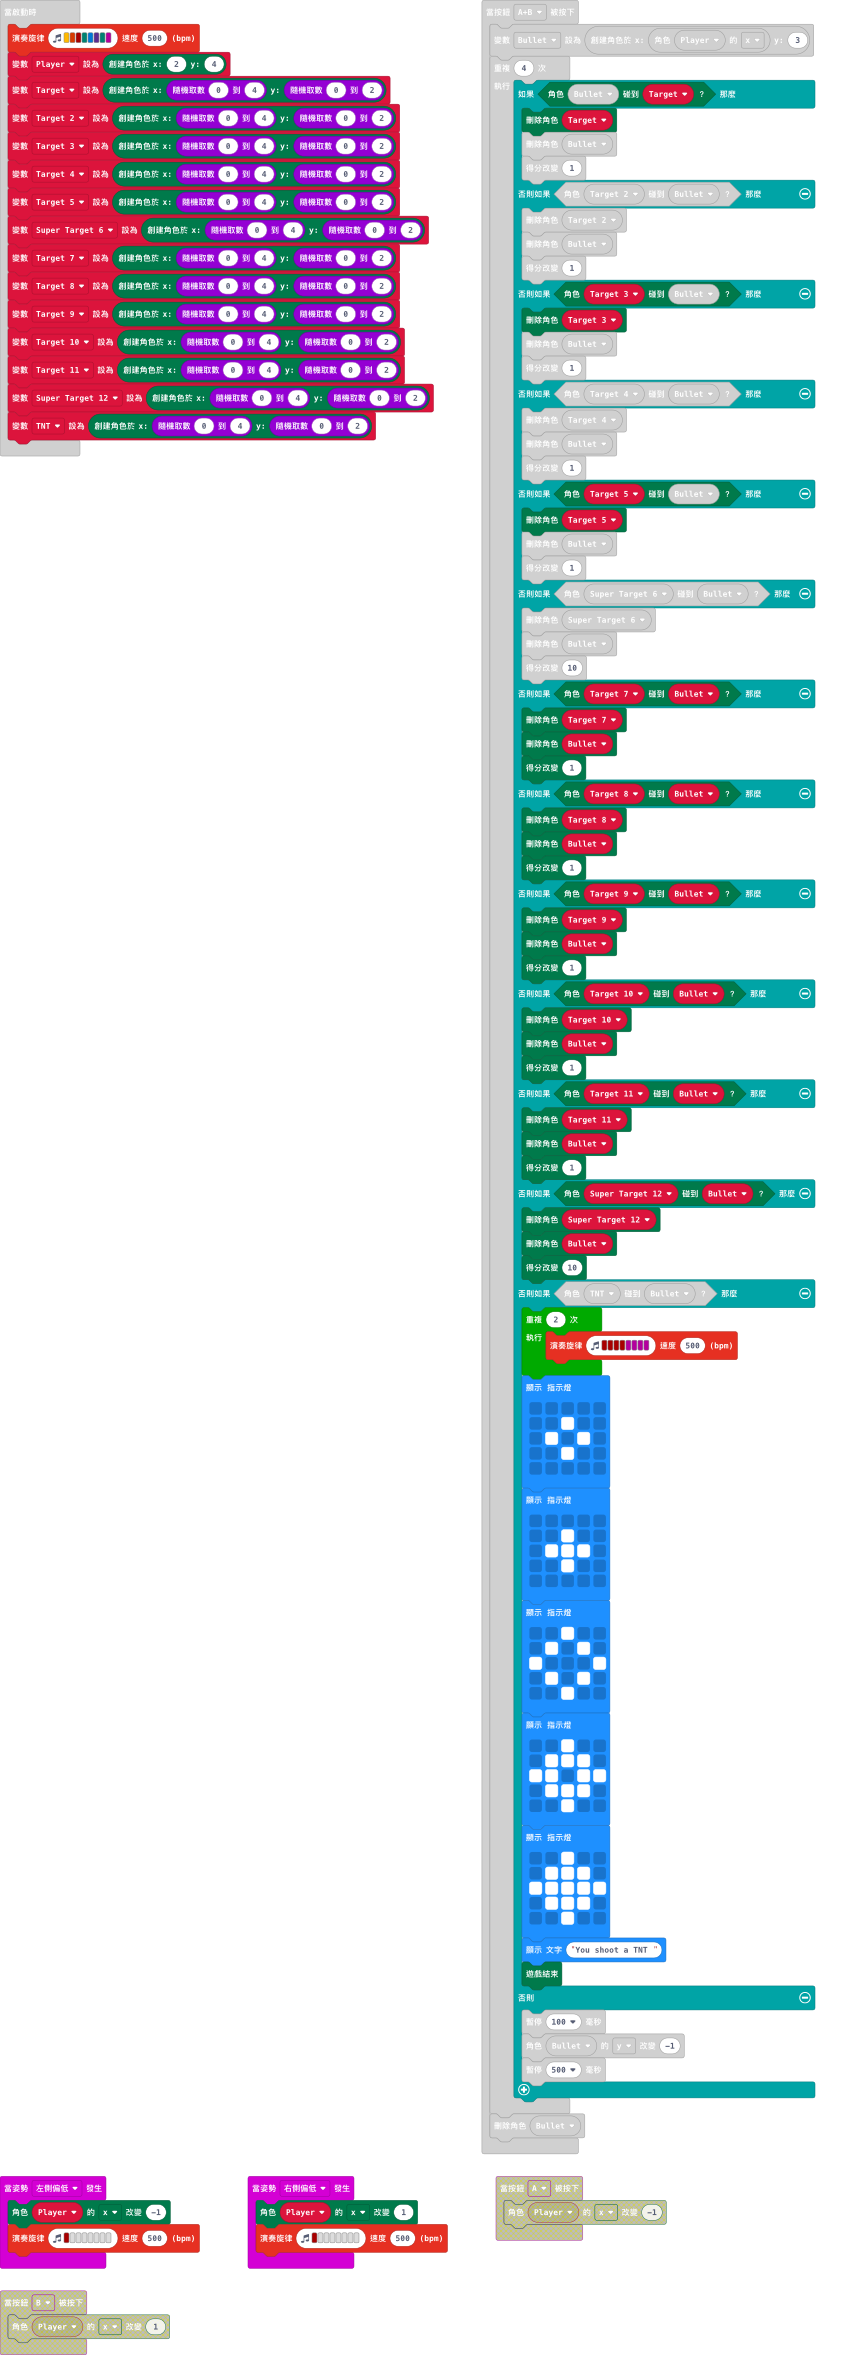 當啟動時
演奏旋律 速度 500 (bpm)
變數 Player 設為 創建角色於 x: 2 y: 4
變數 Target 設為 創建角色於 x: 隨機取數 0 到 4 y: 隨機取數 0 到 2
變數 Target 2 設為 創建角色於 x: 隨機取數 0 到 4 y: 隨機取數 0 到 2
變數 Target 3 設為 創建角色於 x: 隨機取數 0 到 4 y: 隨機取數 0 到 2
變數 Target 4 設為 創建角色於 x: 隨機取數 0 到 4 y: 隨機取數 0 到 2
變數 Target 5 設為 創建角色於 x: 隨機取數 0 到 4 y: 隨機取數 0 到 2
變數 Super Target 6 設為 創建角色於 x: 隨機取數 0 到 4 y: 隨機取數 0 到 2
變數 Target 7 設為 創建角色於 x: 隨機取數 0 到 4 y: 隨機取數 0 到 2
變數 Target 8 設為 創建角色於 x: 隨機取數 0 到 4 y: 隨機取數 0 到 2
變數 Target 9 設為 創建角色於 x: 隨機取數 0 到 4 y: 隨機取數 0 到 2
變數 Target 10 設為 創建角色於 x: 隨機取數 0 到 4 y: 隨機取數 0 到 2
變數 Target 11 設為 創建角色於 x: 隨機取數 0 到 4 y: 隨機取數 0 到 2
變數 Super Target 12 設為 創建角色於 x: 隨機取數 0 到 4 y: 隨機取數 0 到 2
變數 TNT 設為 創建角色於 x: 隨機取數 0 到 4 y: 隨機取數 0 到 2
當按鈕 A+B 被按下
變數 Bullet 設為 創建角色於 x: 角色 Player 的 x y: 3
重複 4 次
執行
如果 角色 Bullet 碰到 Target ? 那麼
刪除角色 Target
刪除角色 Bullet
得分改變 1
否則如果 角色 Target 2 碰到 Bullet ? 那麼
刪除角色 Target 2
刪除角色 Bullet
得分改變 1
否則如果 角色 Target 3 碰到 Bullet ? 那麼
刪除角色 Target 3
刪除角色 Bullet
得分改變 1
否則如果 角色 Target 4 碰到 Bullet ? 那麼
刪除角色 Target 4
刪除角色 Bullet
得分改變 1
否則如果 角色 Target 5 碰到 Bullet ? 那麼
刪除角色 Target 5
刪除角色 Bullet
得分改變 1
否則如果 角色 Super Target 6 碰到 Bullet ? 那麼
刪除角色 Super Target 6
刪除角色 Bullet
得分改變 10
否則如果 角色 Target 7 碰到 Bullet ? 那麼
刪除角色 Target 7
刪除角色 Bullet
得分改變 1
否則如果 角色 Target 8 碰到 Bullet ? 那麼
刪除角色 Target 8
刪除角色 Bullet
得分改變 1
否則如果 角色 Target 9 碰到 Bullet ? 那麼
刪除角色 Target 9
刪除角色 Bullet
得分改變 1
否則如果 角色 Target 10 碰到 Bullet ? 那麼
刪除角色 Target 10
刪除角色 Bullet
得分改變 1
否則如果 角色 Target 11 碰到 Bullet ? 那麼
刪除角色 Target 11
刪除角色 Bullet
得分改變 1
否則如果 角色 Super Target 12 碰到 Bullet ? 那麼
刪除角色 Super Target 12
刪除角色 Bullet
得分改變 10
否則如果 角色 TNT 碰到 Bullet ? 那麼
重複 2 次
執行
演奏旋律 速度 500 (bpm)
顯示 指示燈
顯示 指示燈
顯示 指示燈
顯示 指示燈
顯示 指示燈
顯示 文字 "You shoot a TNT "
遊戲結束
否則
暫停 100 毫秒
角色 Bullet 的 y 改變 -1
暫停 500 毫秒
刪除角色 Bullet
當姿勢 左側偏低 發生
角色 Player 的 x 改變 -1
演奏旋律 速度 500 (bpm)
當姿勢 右側偏低 發生
角色 Player 的 x 改變 1
演奏旋律 速度 500 (bpm)
當按鈕 A 被按下
角色 Player 的 x 改變 -1
當按鈕 B 被按下
角色 Player 的 x 改變 1